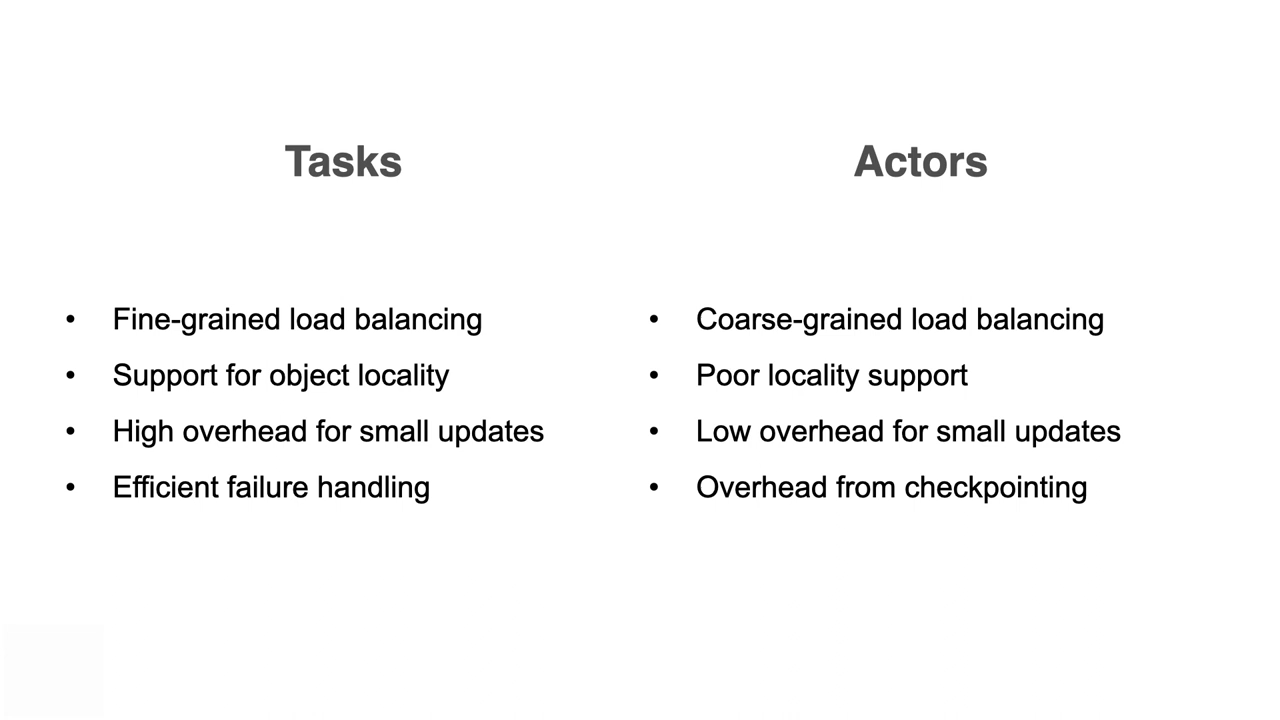 Tasks
• Fine-grained load balancing
• Support for object locality
• High overhead for small updates
• Efficient failure handling
Actors
• Coarse-grained load balancing
• Poor locality support
• Low overhead for small updates
• Overhead from checkpointing